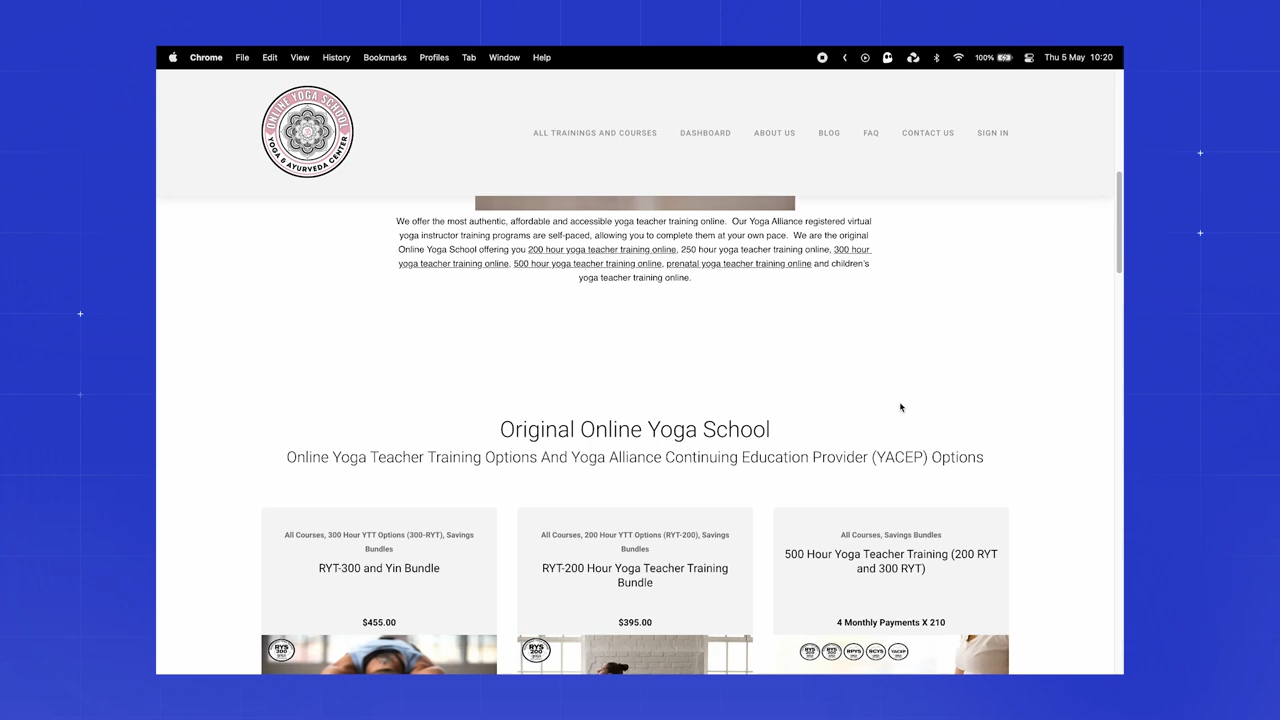 Chrome File Edit View History Bookmarks Profiles Tab Window Help 100% Thu 5 May 10:20
ONLINE YOGA SCHOOL
YOGA & AYURVEDA CENTER
ALL TRAININGS AND COURSES DASHBOARD ABOUT US BLOG FAQ CONTACT US SIGN IN
We offer the most authentic, affordable and accessible yoga teacher training online. Our Yoga Alliance registered virtual
yoga instructor training programs are self-paced, allowing you to complete them at your own pace. We are the original
Online Yoga School offering you 200 hour yoga teacher training online, 250 hour yoga teacher training online, 300 hour
yoga teacher training online, 500 hour yoga teacher training online, prenatal yoga teacher training online and children's
yoga teacher training online.
Original Online Yoga School
Online Yoga Teacher Training Options And Yoga Alliance Continuing Education Provider (YACEP) Options
All Courses, 300 Hour YTT Options (300-RYT), Savings
Bundles
RYT-300 and Yin Bundle
$455.00
RYS
300
All Courses, 200 Hour YTT Options (RYT-200), Savings
Bundles
RYT-200 Hour Yoga Teacher Training
Bundle
$395.00
RYS
200
All Courses, Savings Bundles
500 Hour Yoga Teacher Training (200 RYT
and 300 RYT)
4 Monthly Payments X 210
RYS RYS RPYS RCYS YACEP